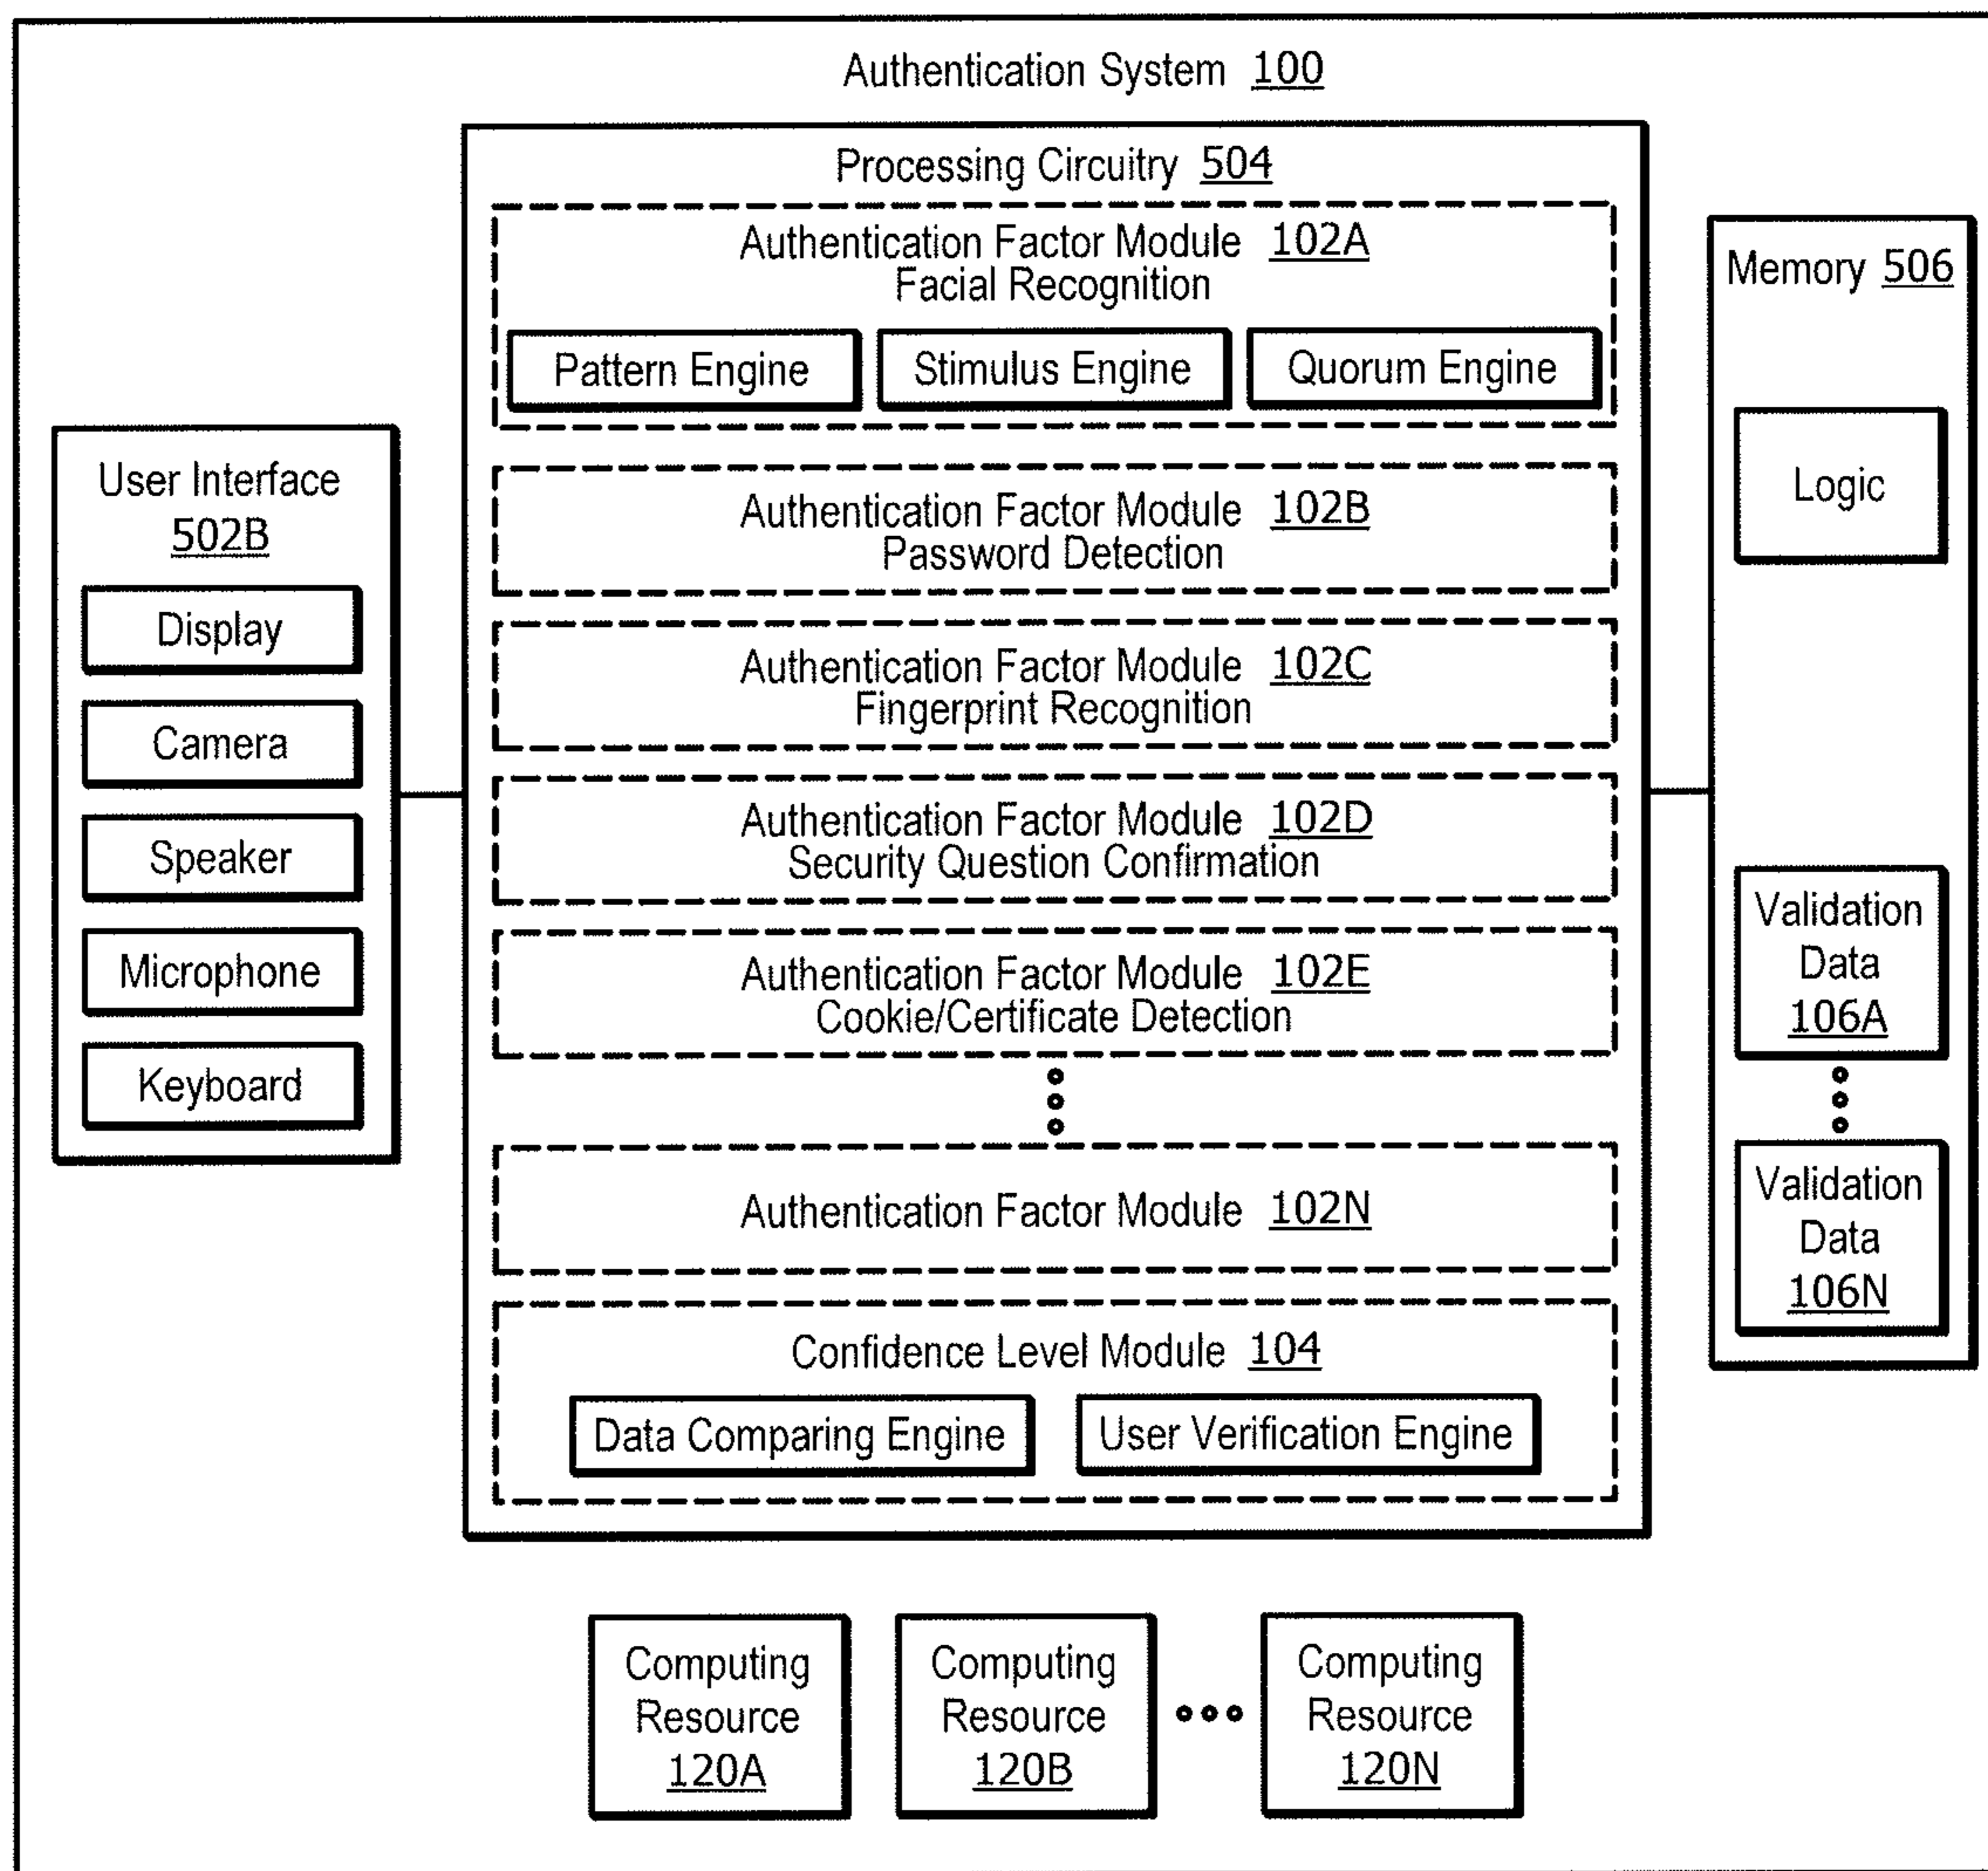 Authentication System 100
Processing Circuitry 504
Authentication Factor Module 102A
Facial Recognition
Pattern Engine
Stimulus Engine
Quorum Engine
Authentication Factor Module 102B
Password Detection
Authentication Factor Module 102C
Fingerprint Recognition
Authentication Factor Module 102D
Security Question Confirmation
Authentication Factor Module 102E
Cookie/Certificate Detection
Authentication Factor Module 102N
Confidence Level Module 104
Data Comparing Engine
User Verification Engine
User Interface
502B
Display
Camera
Speaker
Microphone
Keyboard
Memory 506
Logic
Validation
Data
106A
Validation
Data
106N
Computing
Resource
120A
Computing
Resource
120B
Computing
Resource
120N